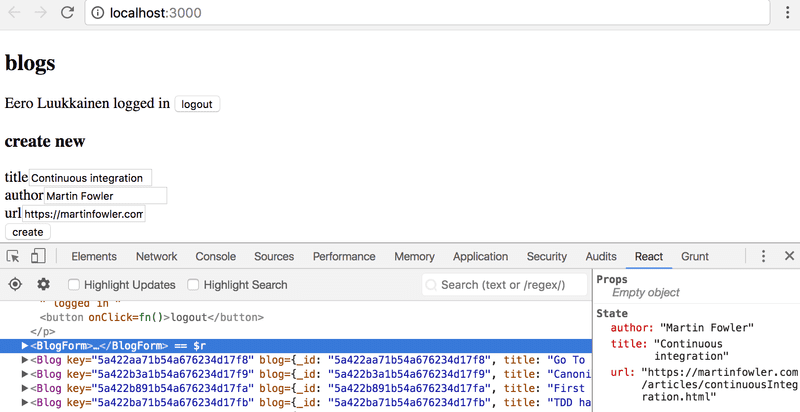 localhost:3000
blogs
Eero Luukkainen logged in logout
create new
title Continuous integration
author Martin Fowler
url https://martinfowler.com
create
Elements Network Console Sources Performance Memory Application Security Audits React Grunt
Highlight Updates Highlight Search Search (text or /regex/)
" logged in "
<button onClick=fn()>logout</button>
</p>
▶<BlogForm>…</BlogForm> == $r
▶<Blog key="5a422aa71b54a676234d17f8" blog={_id: "5a422aa71b54a676234d17f8", title: "Go To
▶<Blog key="5a422b3a1b54a676234d17f9" blog={_id: "5a422b3a1b54a676234d17f9", title: "Canoni
▶<Blog key="5a422b891b54a676234d17fa" blog={_id: "5a422b891b54a676234d17fa", title: "First
▶<Blog key="5a422ba71b54a676234d17fb" blog={_id: "5a422ba71b54a676234d17fb", title: "TDD ha
Props
Empty object
State
author: "Martin Fowler"
title: "Continuous
integration"
url: "https://martinfowler.com
/articles/continuousInteg
ration.html"